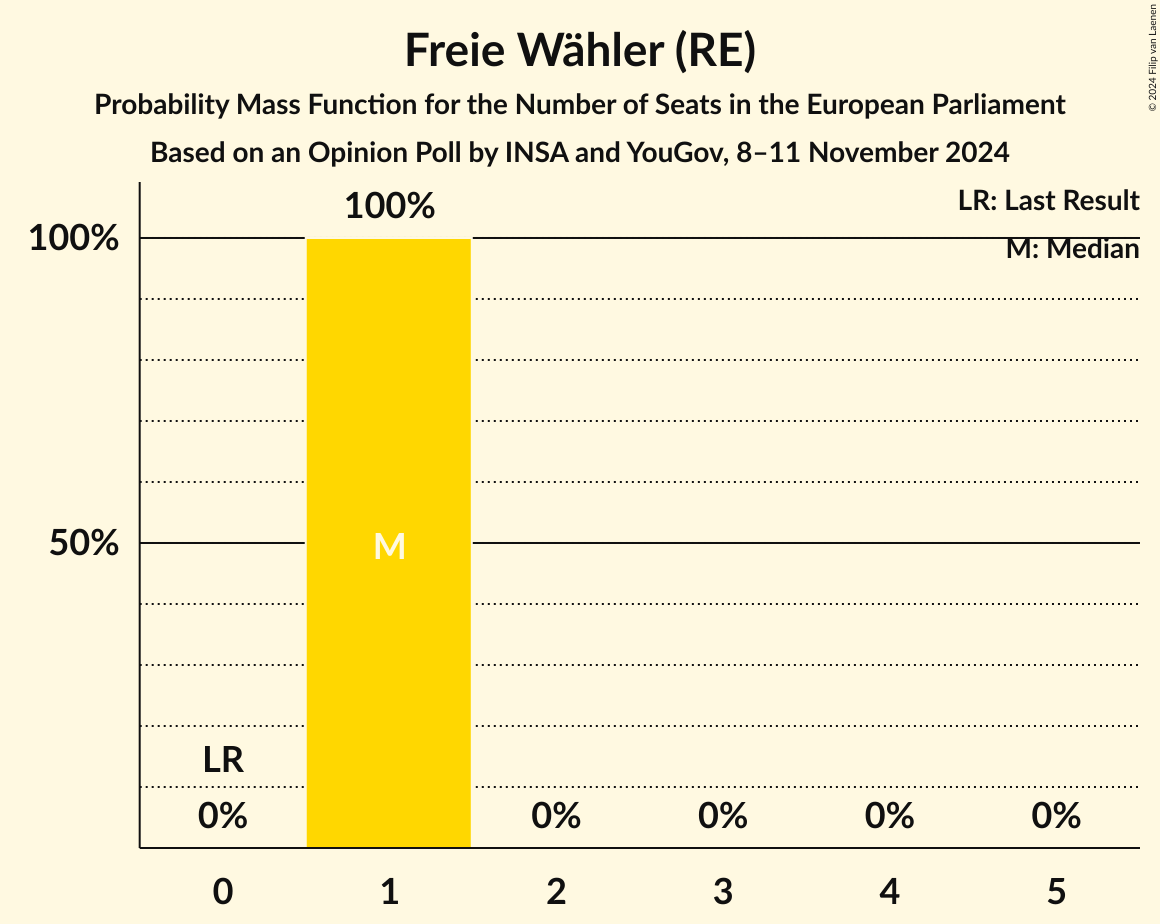 Freie Wähler (RE)
Probability Mass Function for the Number of Seats in the European Parliament
Based on an Opinion Poll by INSA and YouGov, 8–11 November 2024
© 2024 Filip van Laenen
LR: Last Result
M: Median
100%
100%
50%
M
LR
0%
0%
0%
0%
0%
0
1
2
3
4
5